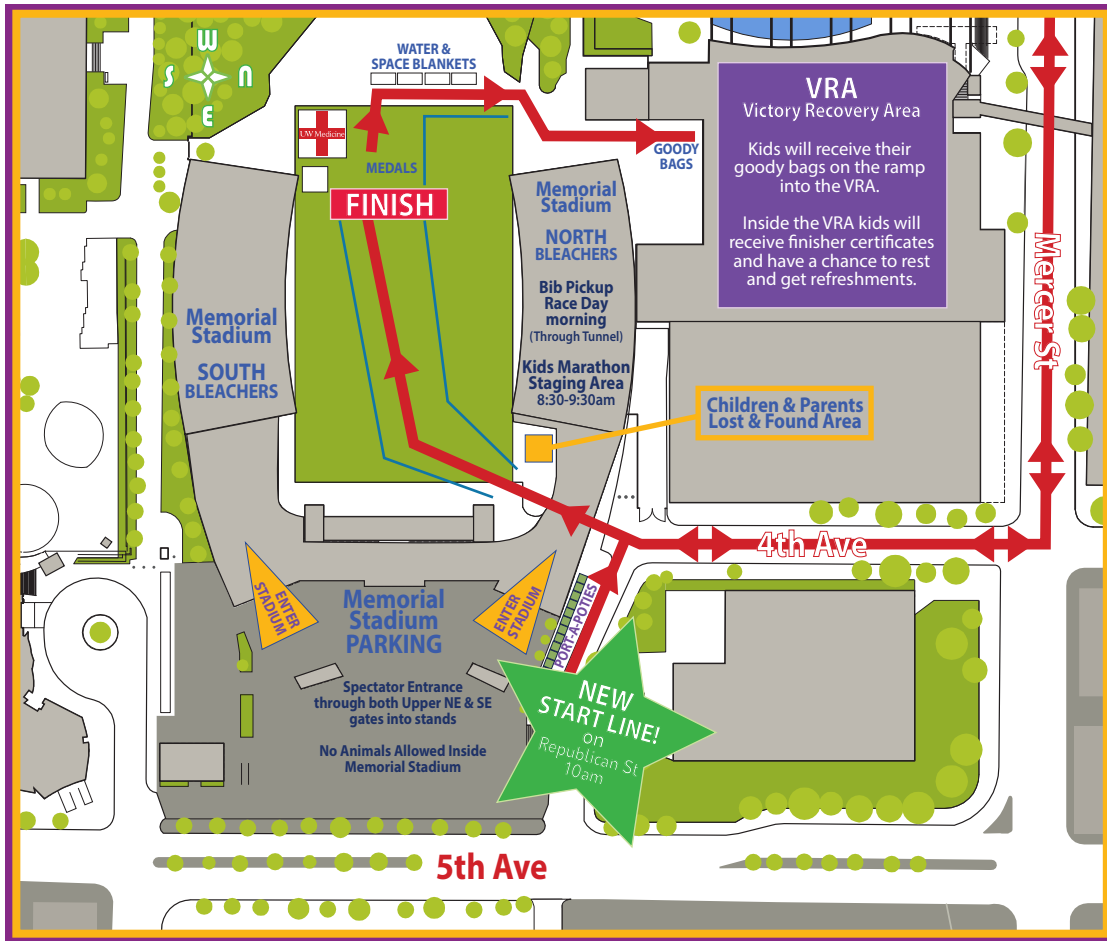 W
S
N
E
WATER &
SPACE BLANKETS
UW Medicine
MEDALS
FINISH
GOODY
BAGS
VRA
Victory Recovery Area
Kids will receive their
goody bags on the ramp
into the VRA.
Inside the VRA kids will
receive finisher certificates
and have a chance to rest
and get refreshments.
Mercer St
Memorial
Stadium
SOUTH
BLEACHERS
Memorial
Stadium
NORTH
BLEACHERS
Bib Pickup
Race Day
morning
(Through Tunnel)
Kids Marathon
Staging Area
8:30-9:30am
Children & Parents
Lost & Found Area
4th Ave
ENTER
STADIUM
Memorial
Stadium
PARKING
ENTER
STADIUM
PORT-A-POTIES
Spectator Entrance
through both Upper NE & SE
gates into stands
No Animals Allowed Inside
Memorial Stadium
NEW
START LINE!
on
Republican St
10am
5th Ave